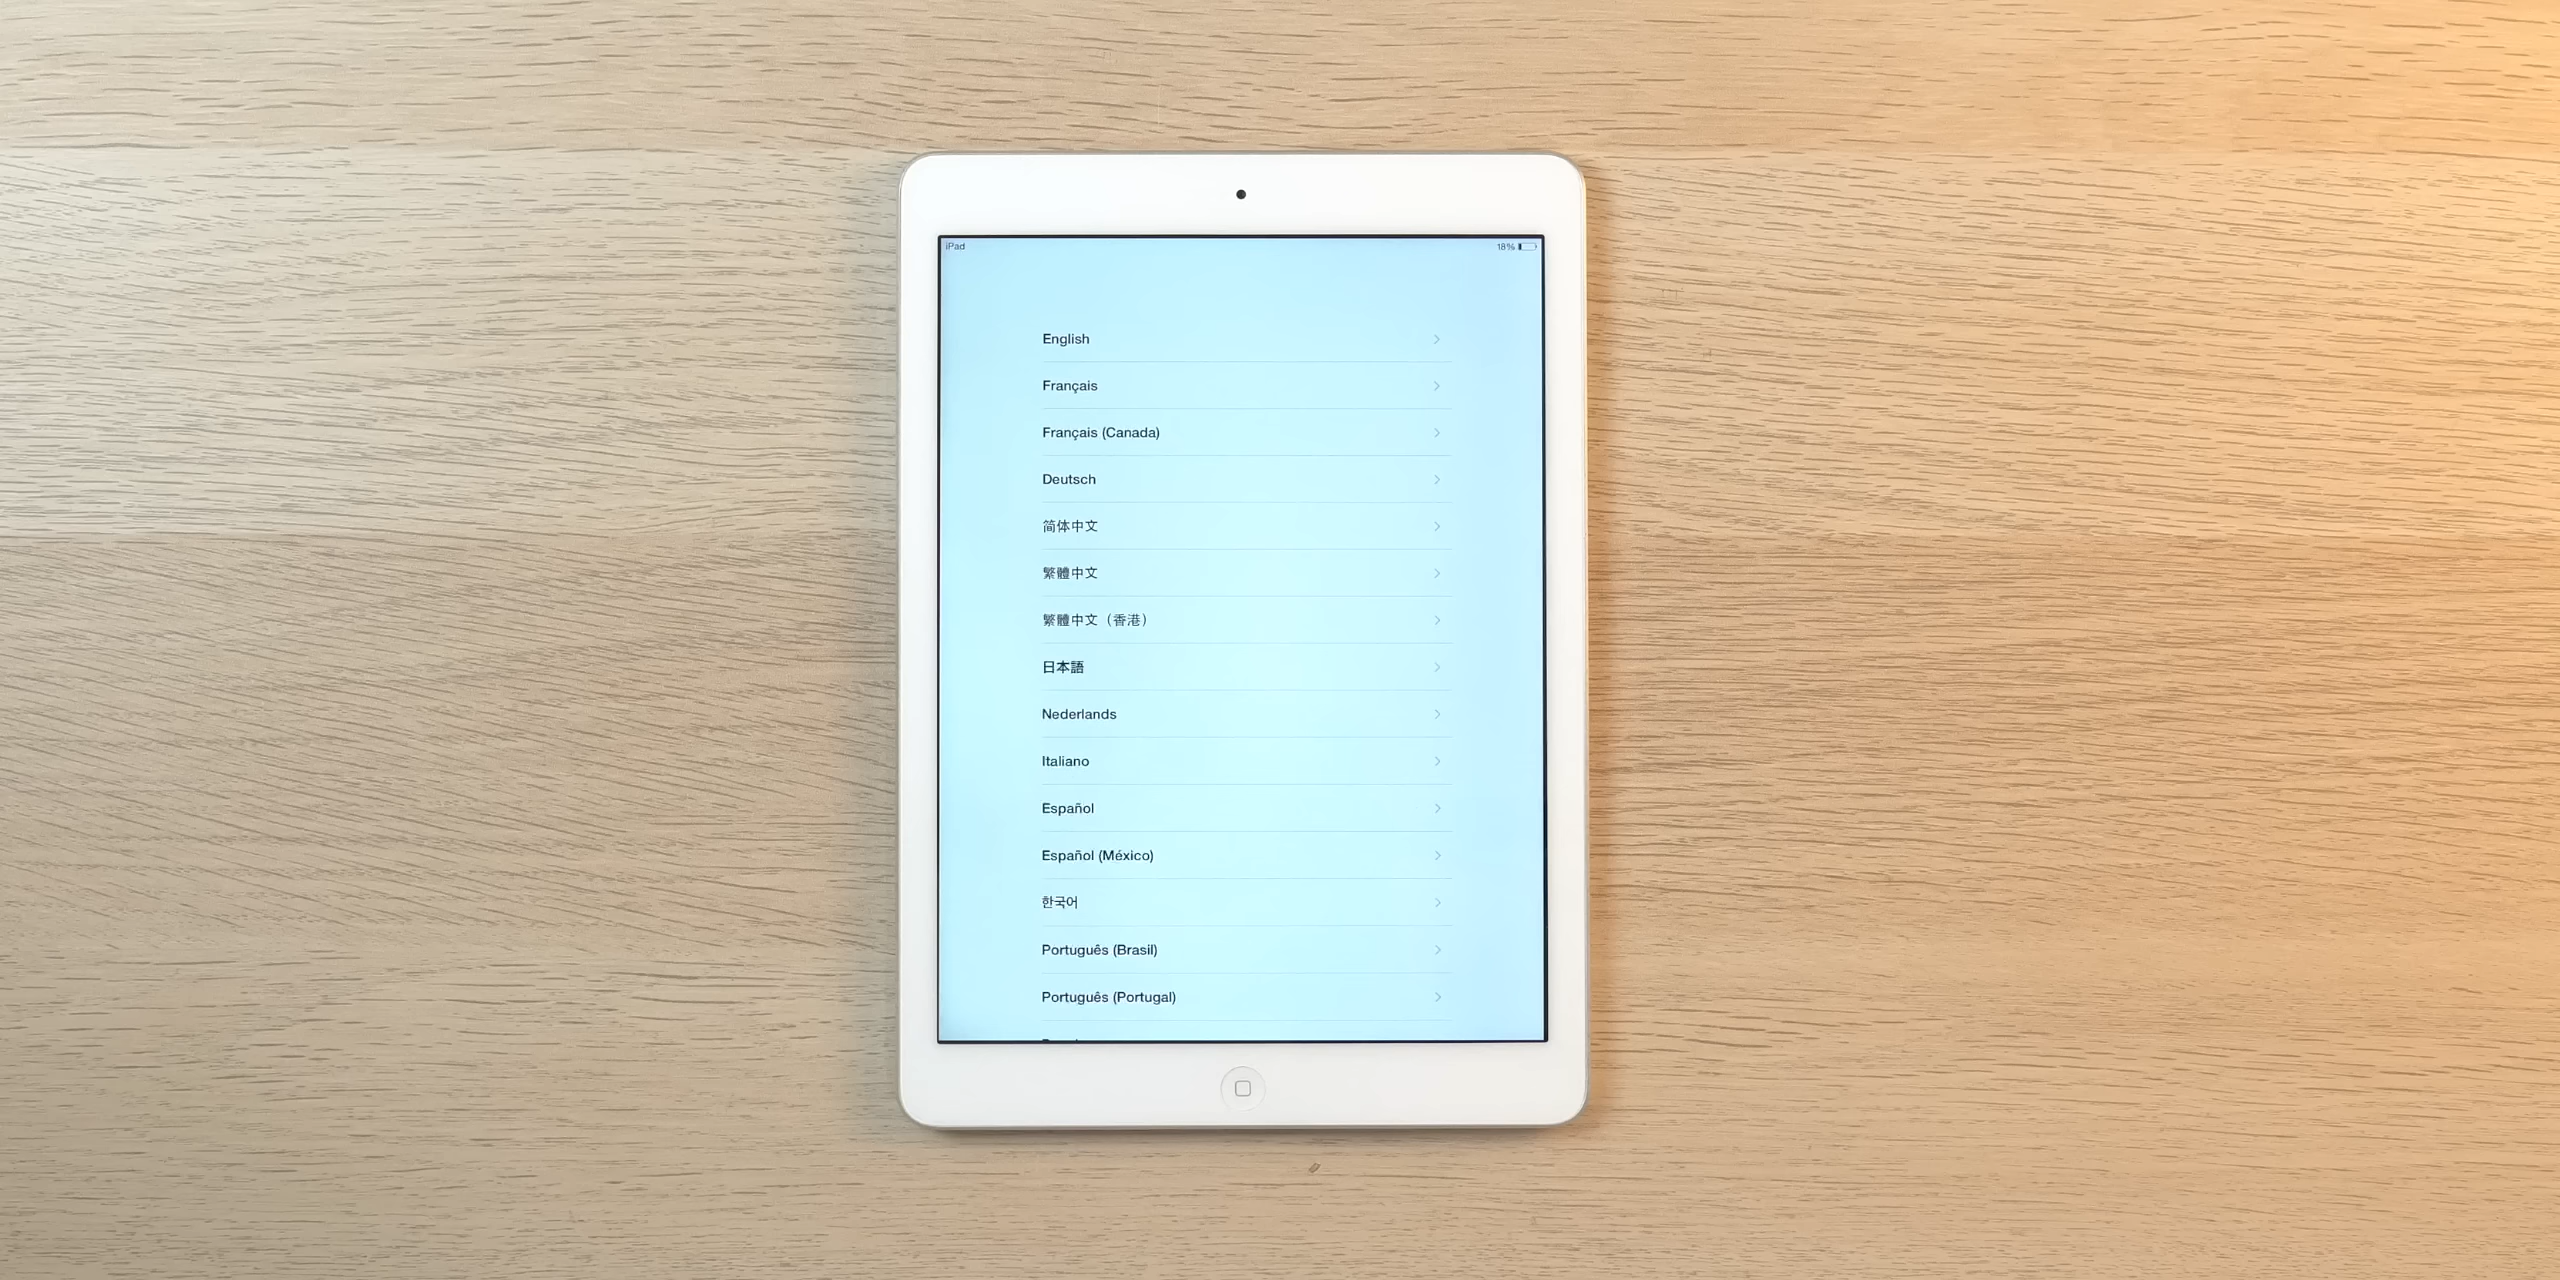 iPad 18%
English
Français
Français (Canada)
Deutsch
简体中文
繁體中文
繁體中文（香港）
日本語
Nederlands
Italiano
Español
Español (México)
한국어
Português (Brasil)
Português (Portugal)